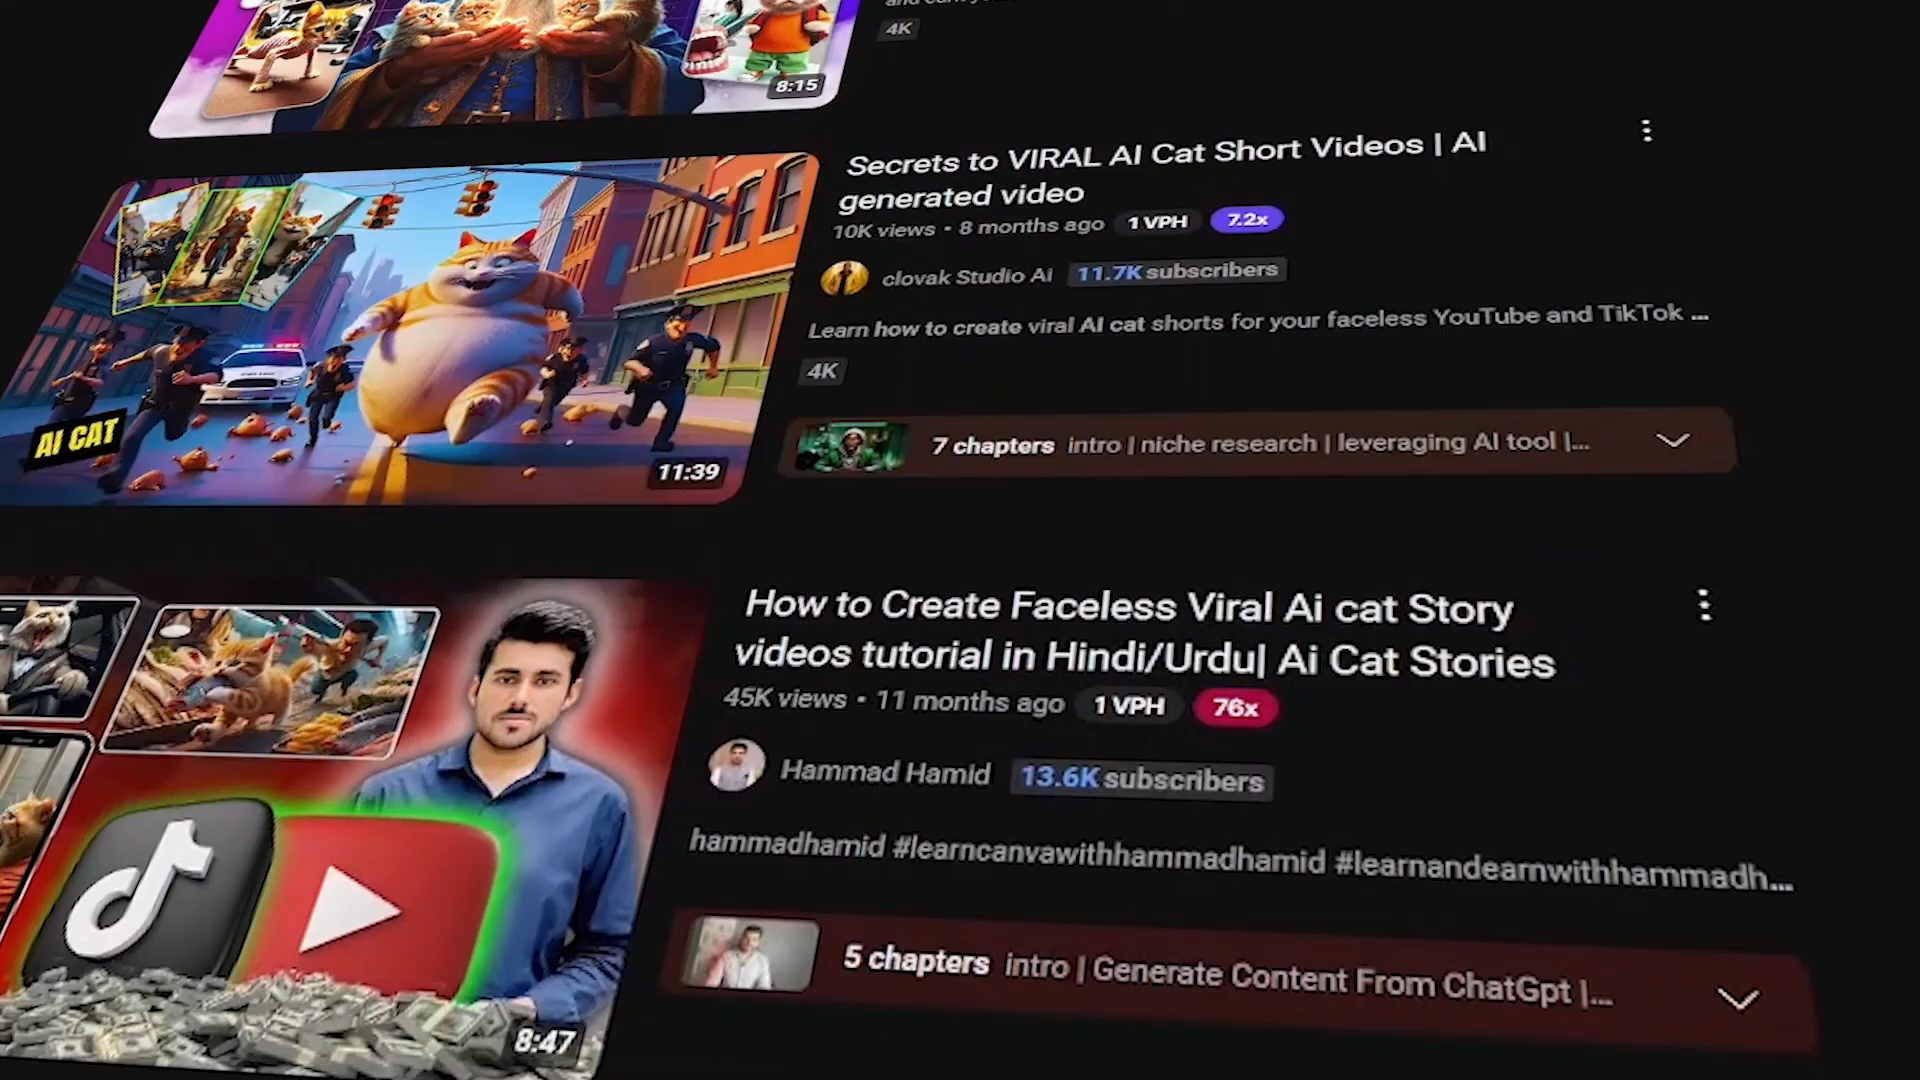 4K
8:15
Secrets to VIRAL AI Cat Short Videos | AI
generated video
10K views • 8 months ago 1 VPH 7.2x
clovak Studio Ai 11.7K subscribers
Learn how to create viral AI cat shorts for your faceless YouTube and TikTok ...
4K
AI CAT
11:39
7 chapters intro | niche research | leveraging AI tool |...
How to Create Faceless Viral Ai cat Story
videos tutorial in Hindi/Urdu| Ai Cat Stories
45K views • 11 months ago 1 VPH 76x
Hammad Hamid 13.6K subscribers
hammadhamid #learncanvawithhammadhamid #learnandearnwithhammadh...
5 chapters intro | Generate Content From ChatGpt |...
8:47